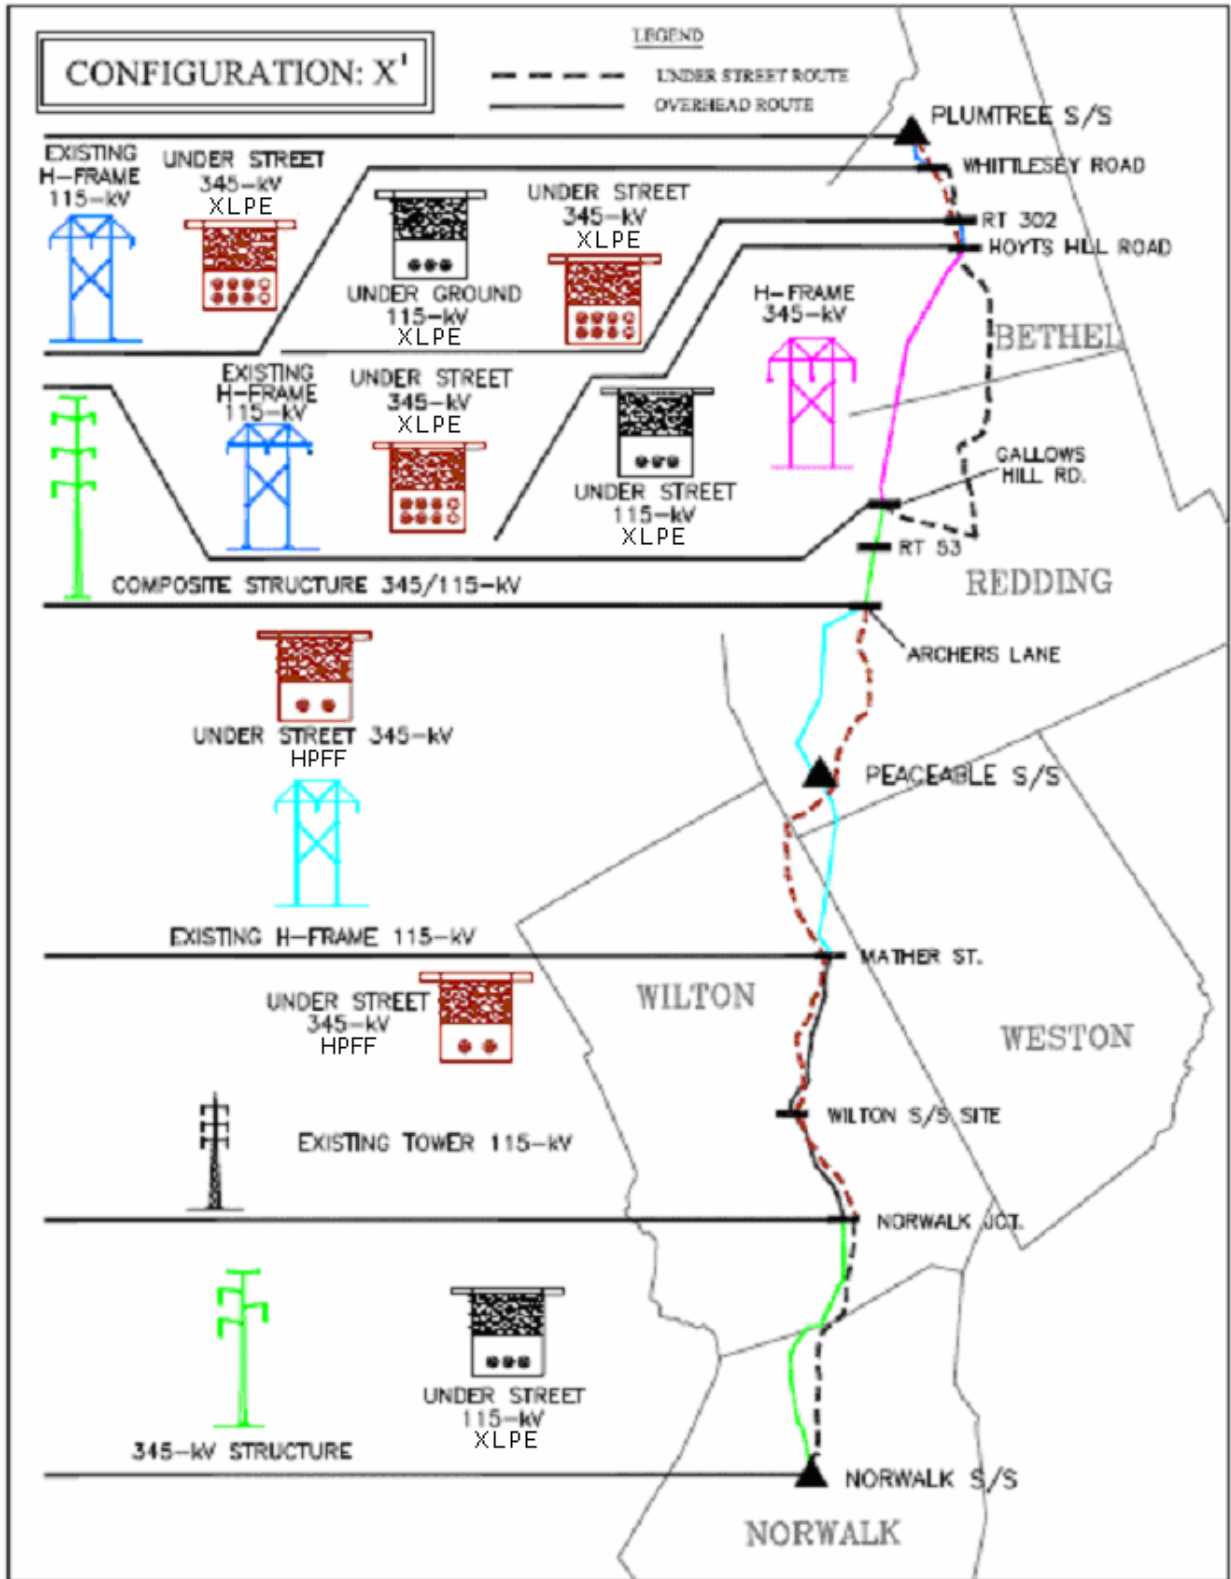 CONFIGURATION: X¹
LEGEND
UNDER STREET ROUTE
OVERHEAD ROUTE
PLUMTREE S/S
WHITTLESEY ROAD
RT 302
HOYTS HILL ROAD
EXISTING
H-FRAME
115-kV
UNDER STREET
345-kV
XLPE
UNDER GROUND
115-kV
XLPE
UNDER STREET
345-kV
XLPE
H-FRAME
345-kV
BETHEL
EXISTING
H-FRAME
115-kV
UNDER STREET
345-kV
XLPE
UNDER STREET
115-kV
XLPE
GALLOWS
HILL RD.
RT 53
REDDING
COMPOSITE STRUCTURE 345/115-kV
ARCHERS LANE
UNDER STREET 345-kV
HPFF
PEACEABLE S/S
EXISTING H-FRAME 115-kV
MATHER ST.
WILTON
WESTON
UNDER STREET
345-kV
HPFF
WILTON S/S SITE
EXISTING TOWER 115-kV
NORWALK JCT.
UNDER STREET
115-kV
XLPE
345-kV STRUCTURE
NORWALK S/S
NORWALK